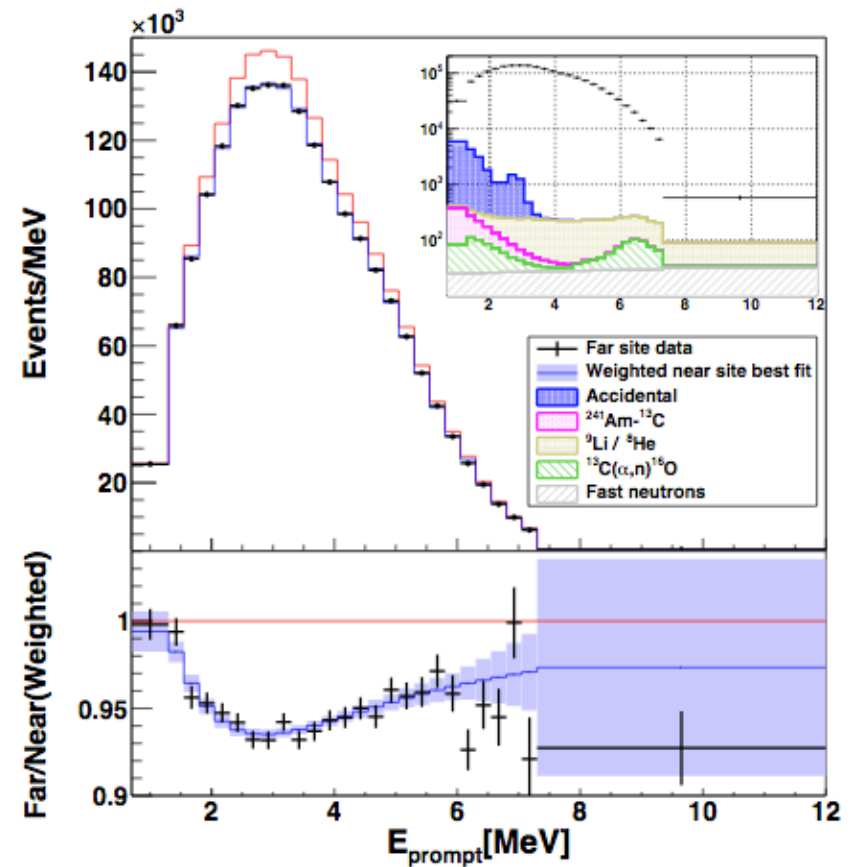 ×10³
140
120
100
80
60
40
20
Events/MeV
10⁵
10⁴
10³
10²
2 4 6 8 10 12
Far site data
Weighted near site best fit
Accidental
²⁴¹Am-¹³C
⁹Li / ⁸He
¹³C(α,n)¹⁶O
Fast neutrons
1
0.95
0.9
Far/Near(Weighted)
2 4 6 8 10 12
E_prompt[MeV]